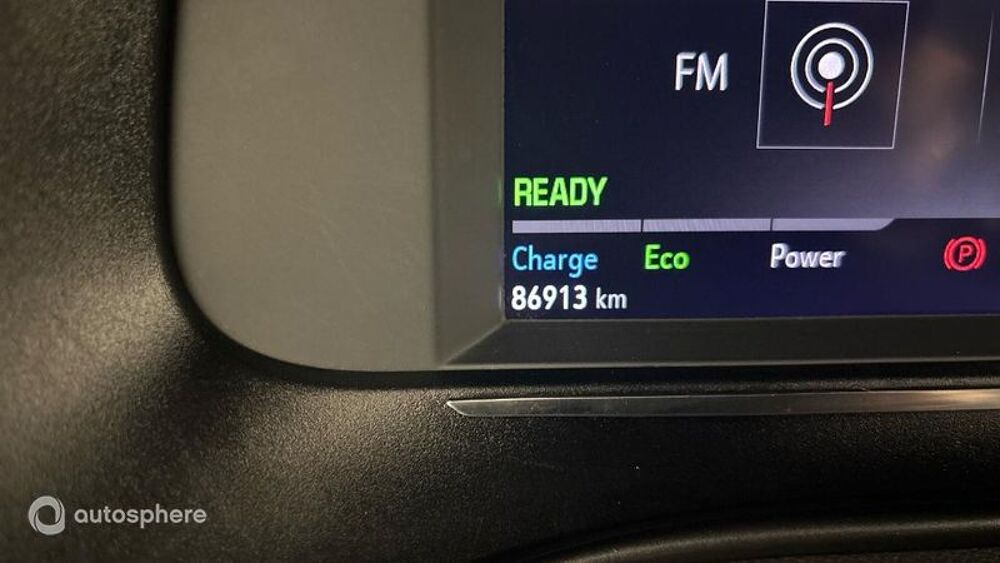 FM
READY
Charge Eco Power (P)
86913 km
autosphere